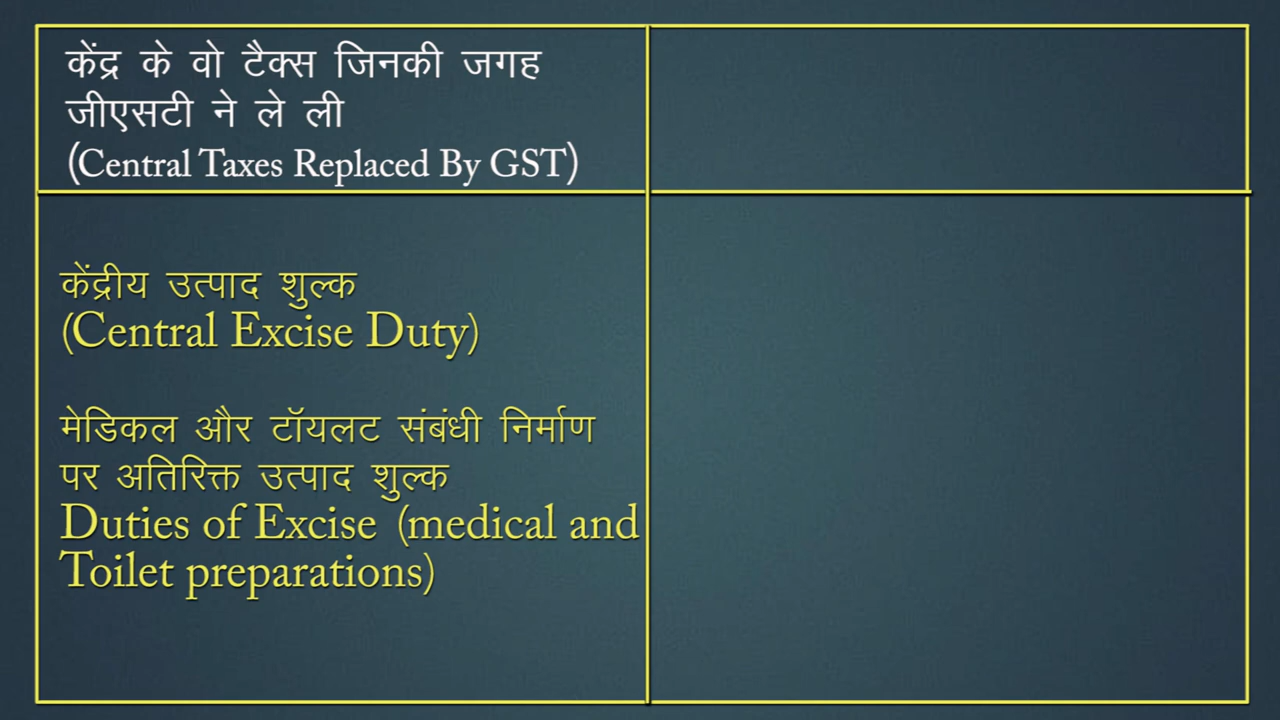 केंद्र के वो टैक्स जिनकी जगह
जीएसटी ने ले ली
(Central Taxes Replaced By GST)
केंद्रीय उत्पाद शुल्क
(Central Excise Duty)
मेडिकल और टॉयलट संबंधी निर्माण
पर अतिरिक्त उत्पाद शुल्क
Duties of Excise (medical and
Toilet preparations)